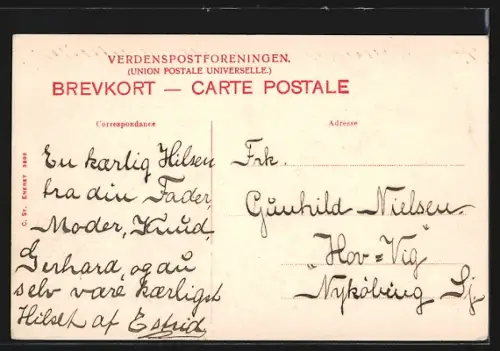 VERDENSPOSTFORENINGEN.
(UNION POSTALE UNIVERSELLE.)
BREVKORT — CARTE POSTALE
Correspondance
Adresse
En kærlig Hilsen
fra din Fader,
Moder, Knud,
Gerhard, og du
selv være kærligst
Hilset af Estrid
Frk.
Gunhild Nielsen.
"Hov=Vig"
Nykøbing Sj.
C. St.